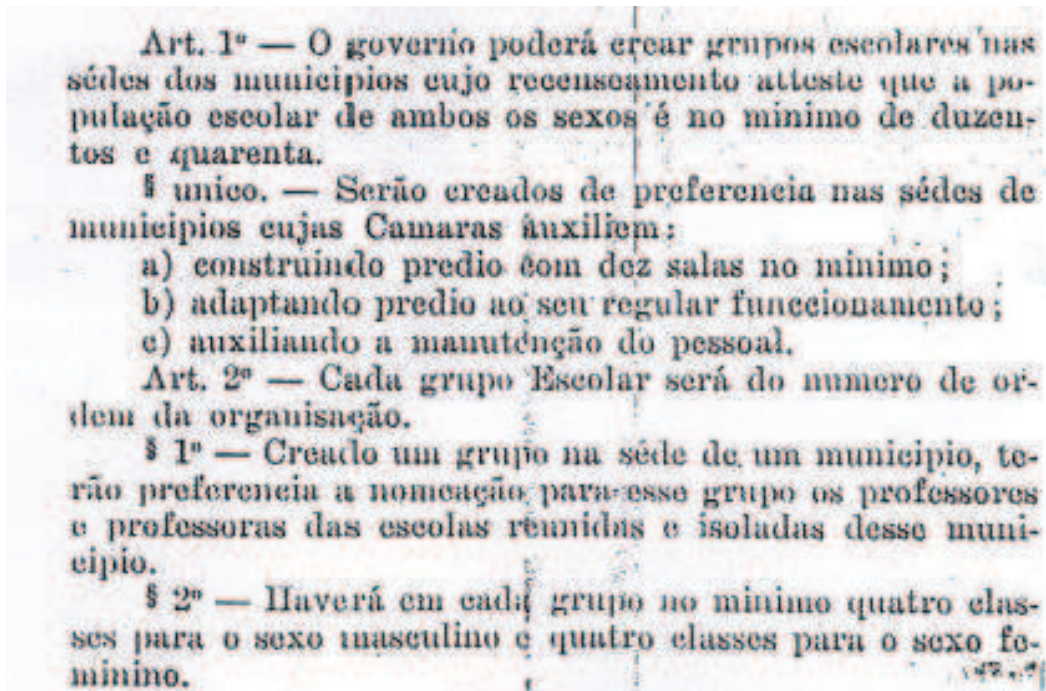 Art. 1º — O governo poderá crear grupos escolares nas
sédes dos municipios cujo recenseamento atteste que a po-
pulação escolar de ambos os sexos é no minimo de duzen-
tos e quarenta.
§ unico. — Serão creados de preferencia nas sédes de
municipios cujas Camaras auxiliem:
a) construindo predio com dez salas no minimo;
b) adaptando predio ao seu regular funccionamento;
c) auxiliando a manutenção do pessoal.
Art. 2º — Cada grupo Escolar será do numero de or-
dem da organisação.
§ 1º — Creado um grupo na séde de um municipio, te-
rão preferencia a nomeação para esse grupo os professores
e professoras das escolas reunidas e isoladas desse muni-
cipio.
§ 2º — Haverá em cada grupo no minimo quatro clas-
ses para o sexo masculino e quatro classes para o sexo fe-
minino.